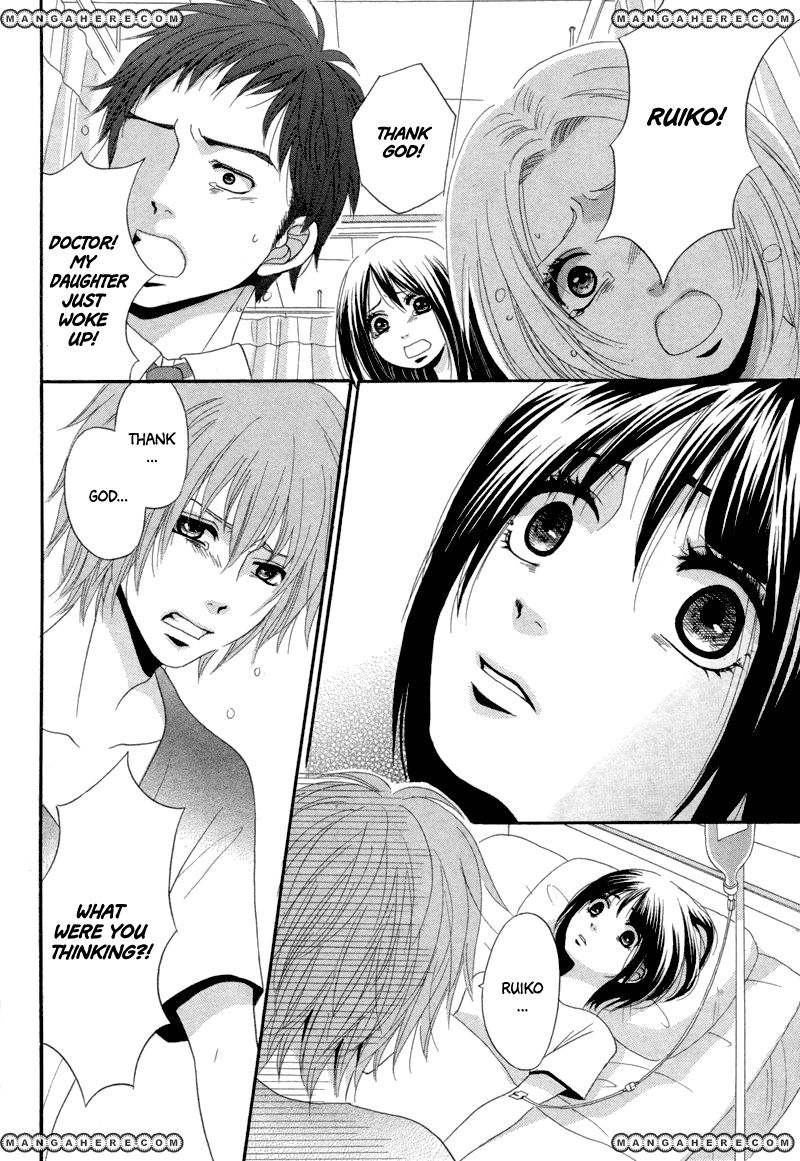 MANGAHERE.COM
MANGAHERE.COM
RUIKO!
THANK
GOD!
DOCTOR!
MY
DAUGHTER
JUST
WOKE
UP!
RUIKO
...
THANK
...
GOD...
WHAT
WERE YOU
THINKING?!
MANGAHERE.COM
MANGAHERE.COM